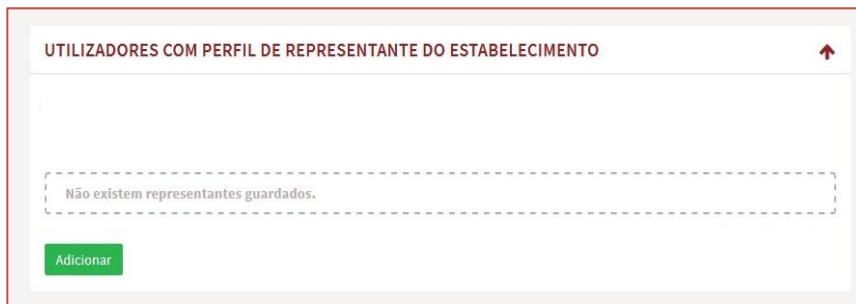 UTILIZADORES COM PERFIL DE REPRESENTANTE DO ESTABELECIMENTO
Não existem representantes guardados.
Adicionar